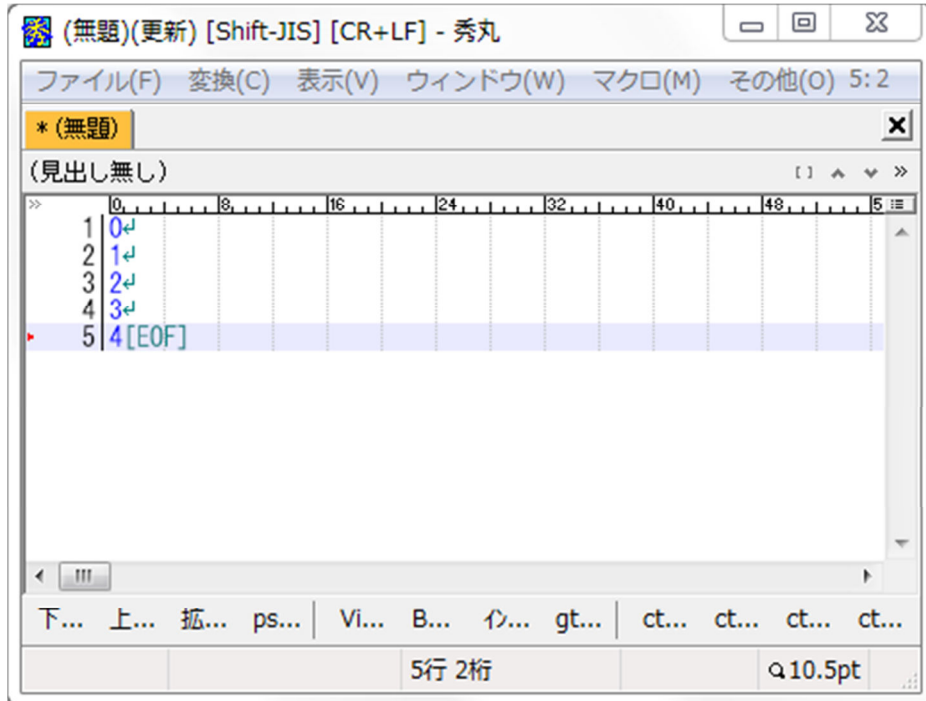 秀 (無題)(更新) [Shift-JIS] [CR+LF] - 秀丸
ファイル(F) 変換(C) 表示(V) ウィンドウ(W) マクロ(M) その他(O) 5:2
* (無題)
(見出し無し)
0 8 16 24 32 40 48 5
1 0↵
2 1↵
3 2↵
4 3↵
5 4[EOF]
下... 上... 拡... ps... Vi... B... イン... gt... ct... ct... ct... ct...
5行 2桁 10.5pt